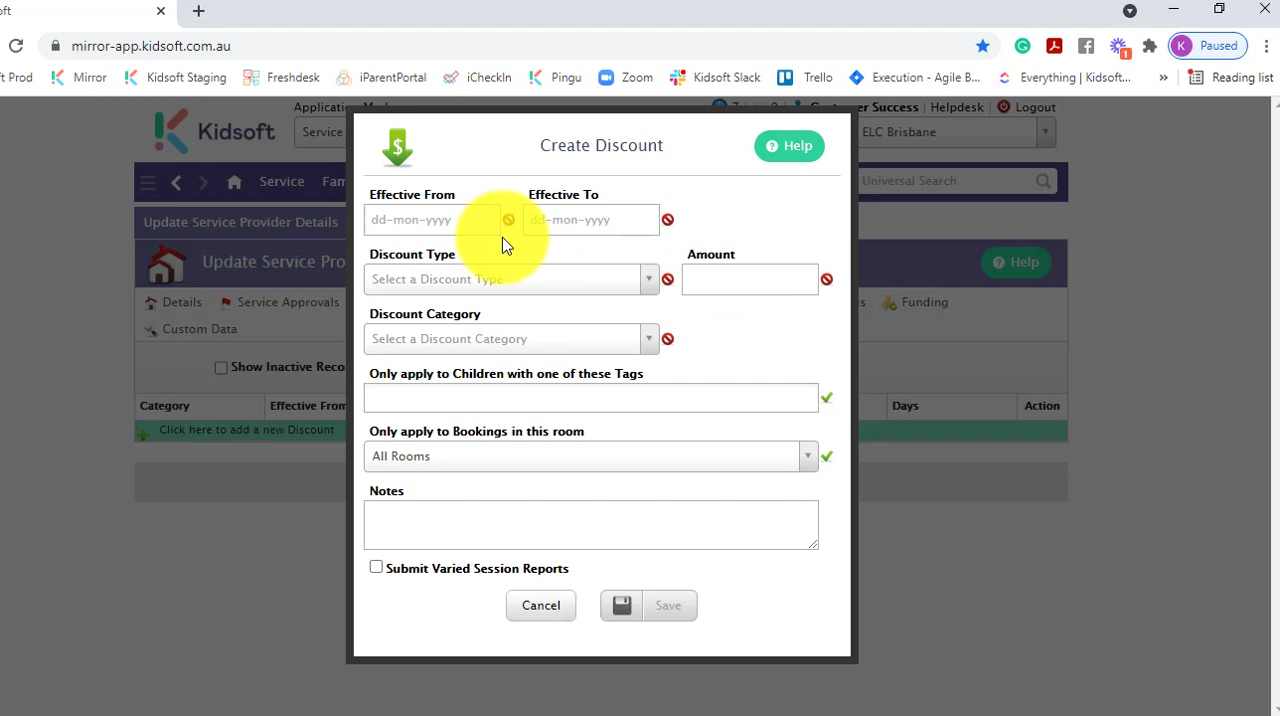 oft
mirror-app.kidsoft.com.au
K Paused
ft Prod Mirror Kidsoft Staging Freshdesk iParentPortal iCheckIn Pingu Zoom Kidsoft Slack Trello Execution - Agile B... Everything | Kidsoft... » Reading list
1
Kidsoft
Service
Success Helpdesk Logout
ELC Brisbane
Service Fam
Universal Search
Update Service Provider Details
Update Service Pro
Help
Details Service Approvals
Funding
Custom Data
Show Inactive Reco
Category Effective From Days Action
Click here to add a new Discount
Create Discount
Help
Effective From Effective To
dd-mon-yyyy dd-mon-yyyy
Discount Type Amount
Select a Discount Type
Discount Category
Select a Discount Category
Only apply to Children with one of these Tags
Only apply to Bookings in this room
All Rooms
Notes
Submit Varied Session Reports
Cancel Save